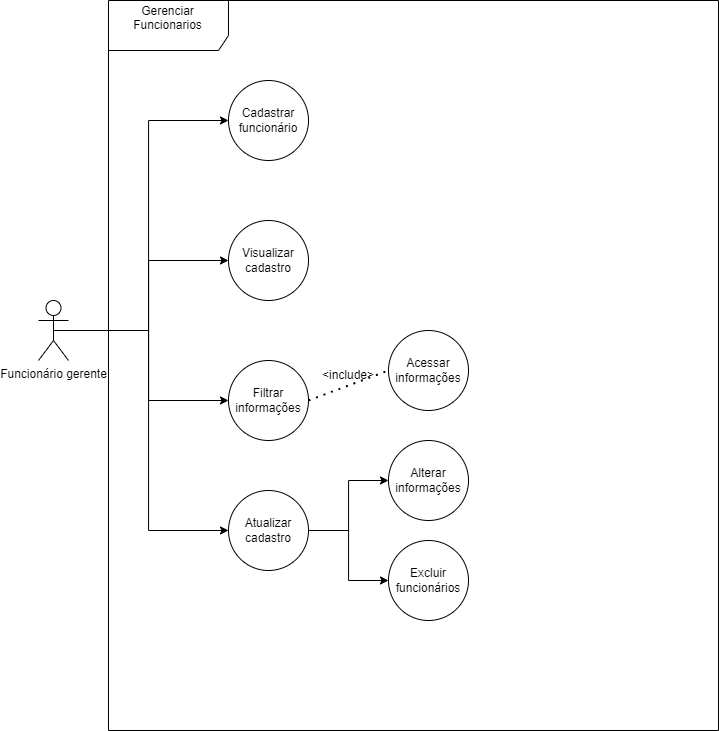 Gerenciar
Funcionarios
Cadastrar
funcionário
Visualizar
cadastro
Funcionário gerente
Filtrar
informações
<include>
Acessar
informações
Atualizar
cadastro
Alterar
informações
Excluir
funcionários